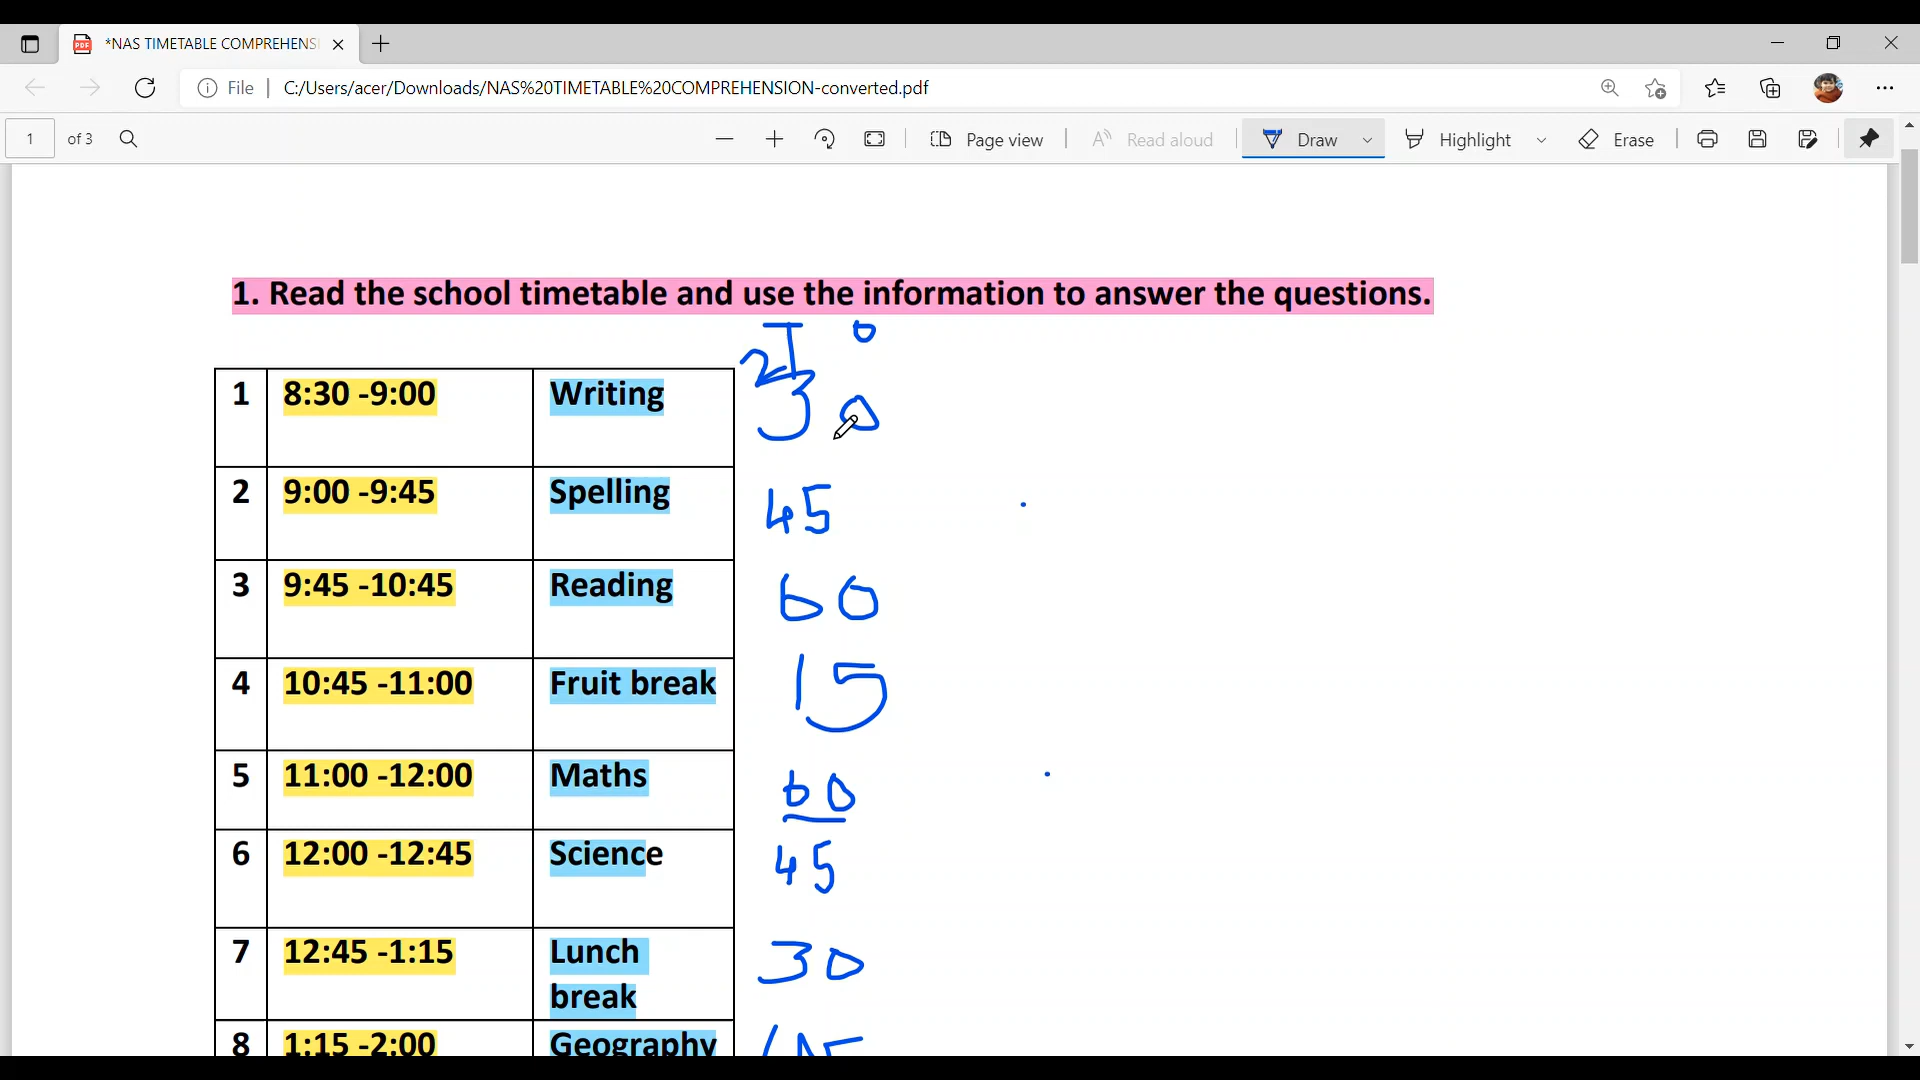 *NAS TIMETABLE COMPREHENS
File
C:/Users/acer/Downloads/NAS%20TIMETABLE%20COMPREHENSION-converted.pdf
1 of 3
Page view
Read aloud
Draw
Highlight
Erase
1. Read the school timetable and use the information to answer the questions.
T O
2
1 8:30 -9:00 Writing 30
2 9:00 -9:45 Spelling 45
3 9:45 -10:45 Reading 60
4 10:45 -11:00 Fruit break 15
5 11:00 -12:00 Maths 60
6 12:00 -12:45 Science 45
7 12:45 -1:15 Lunch break 30
8 1:15 -2:00 Geography 45